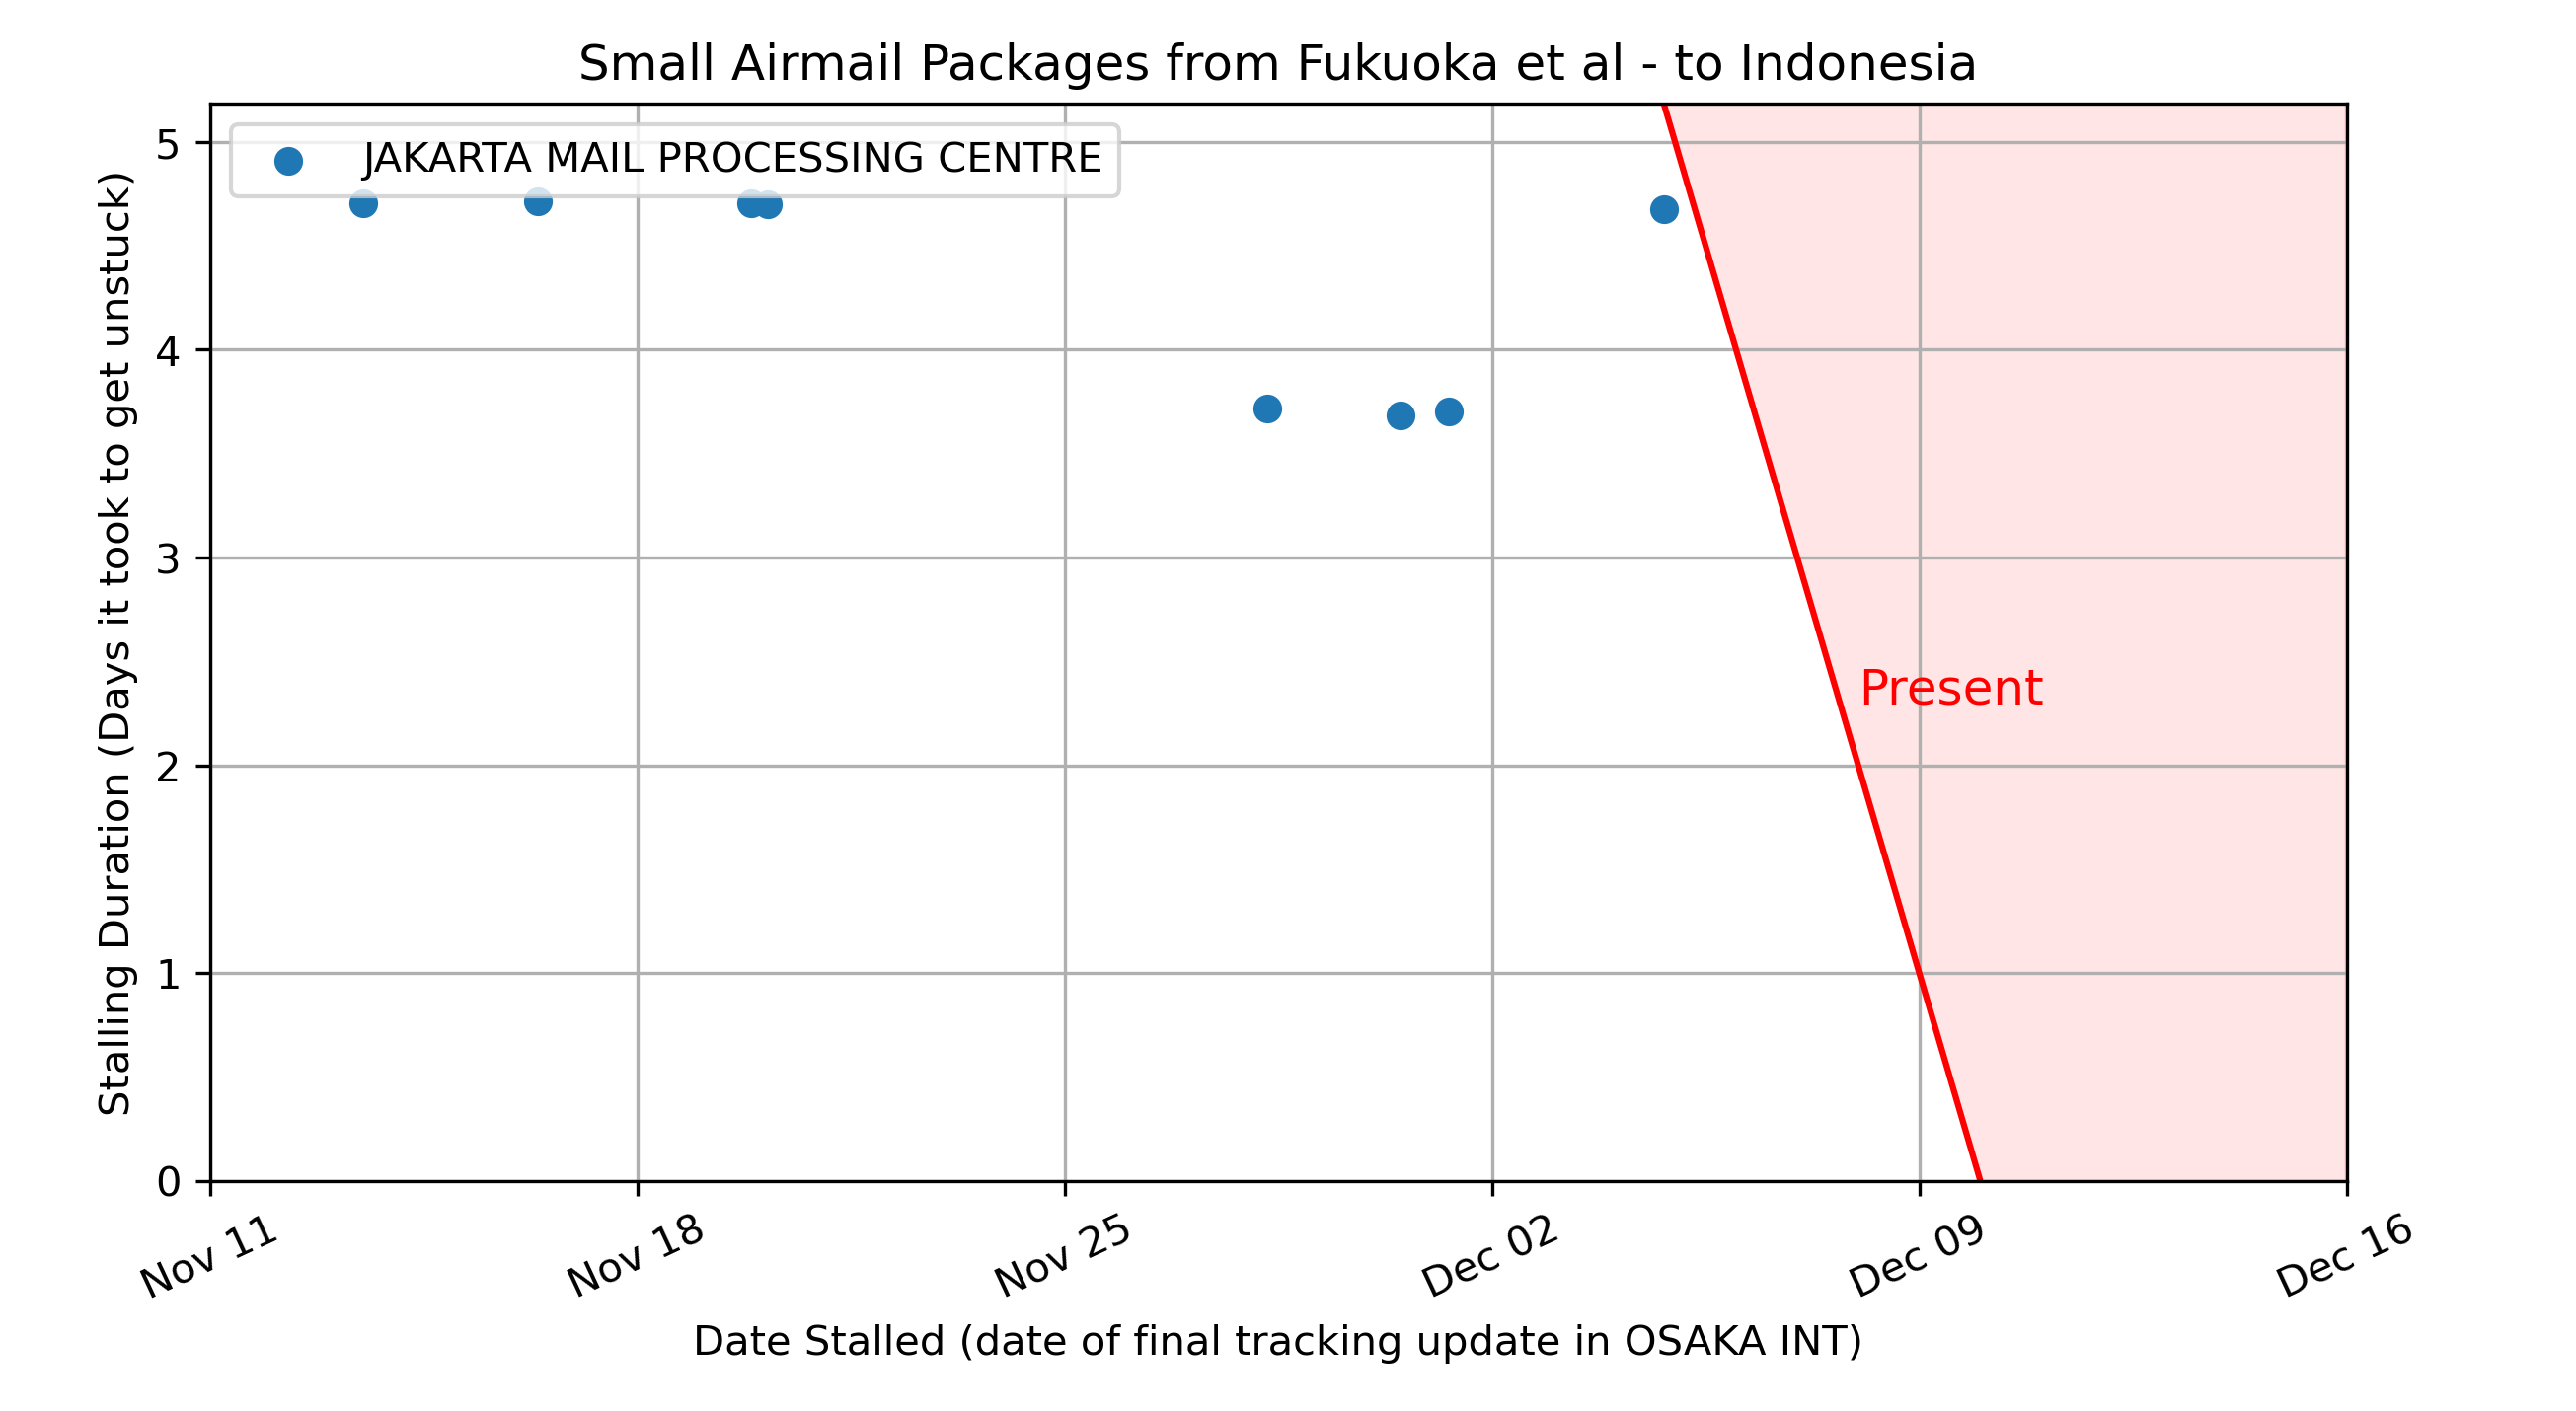 Small Airmail Packages from Fukuoka et al - to Indonesia
JAKARTA MAIL PROCESSING CENTRE
Stalling Duration (Days it took to get unstuck)
5
4
3
2
1
0
Present
Nov 11
Nov 18
Nov 25
Dec 02
Dec 09
Dec 16
Date Stalled (date of final tracking update in OSAKA INT)